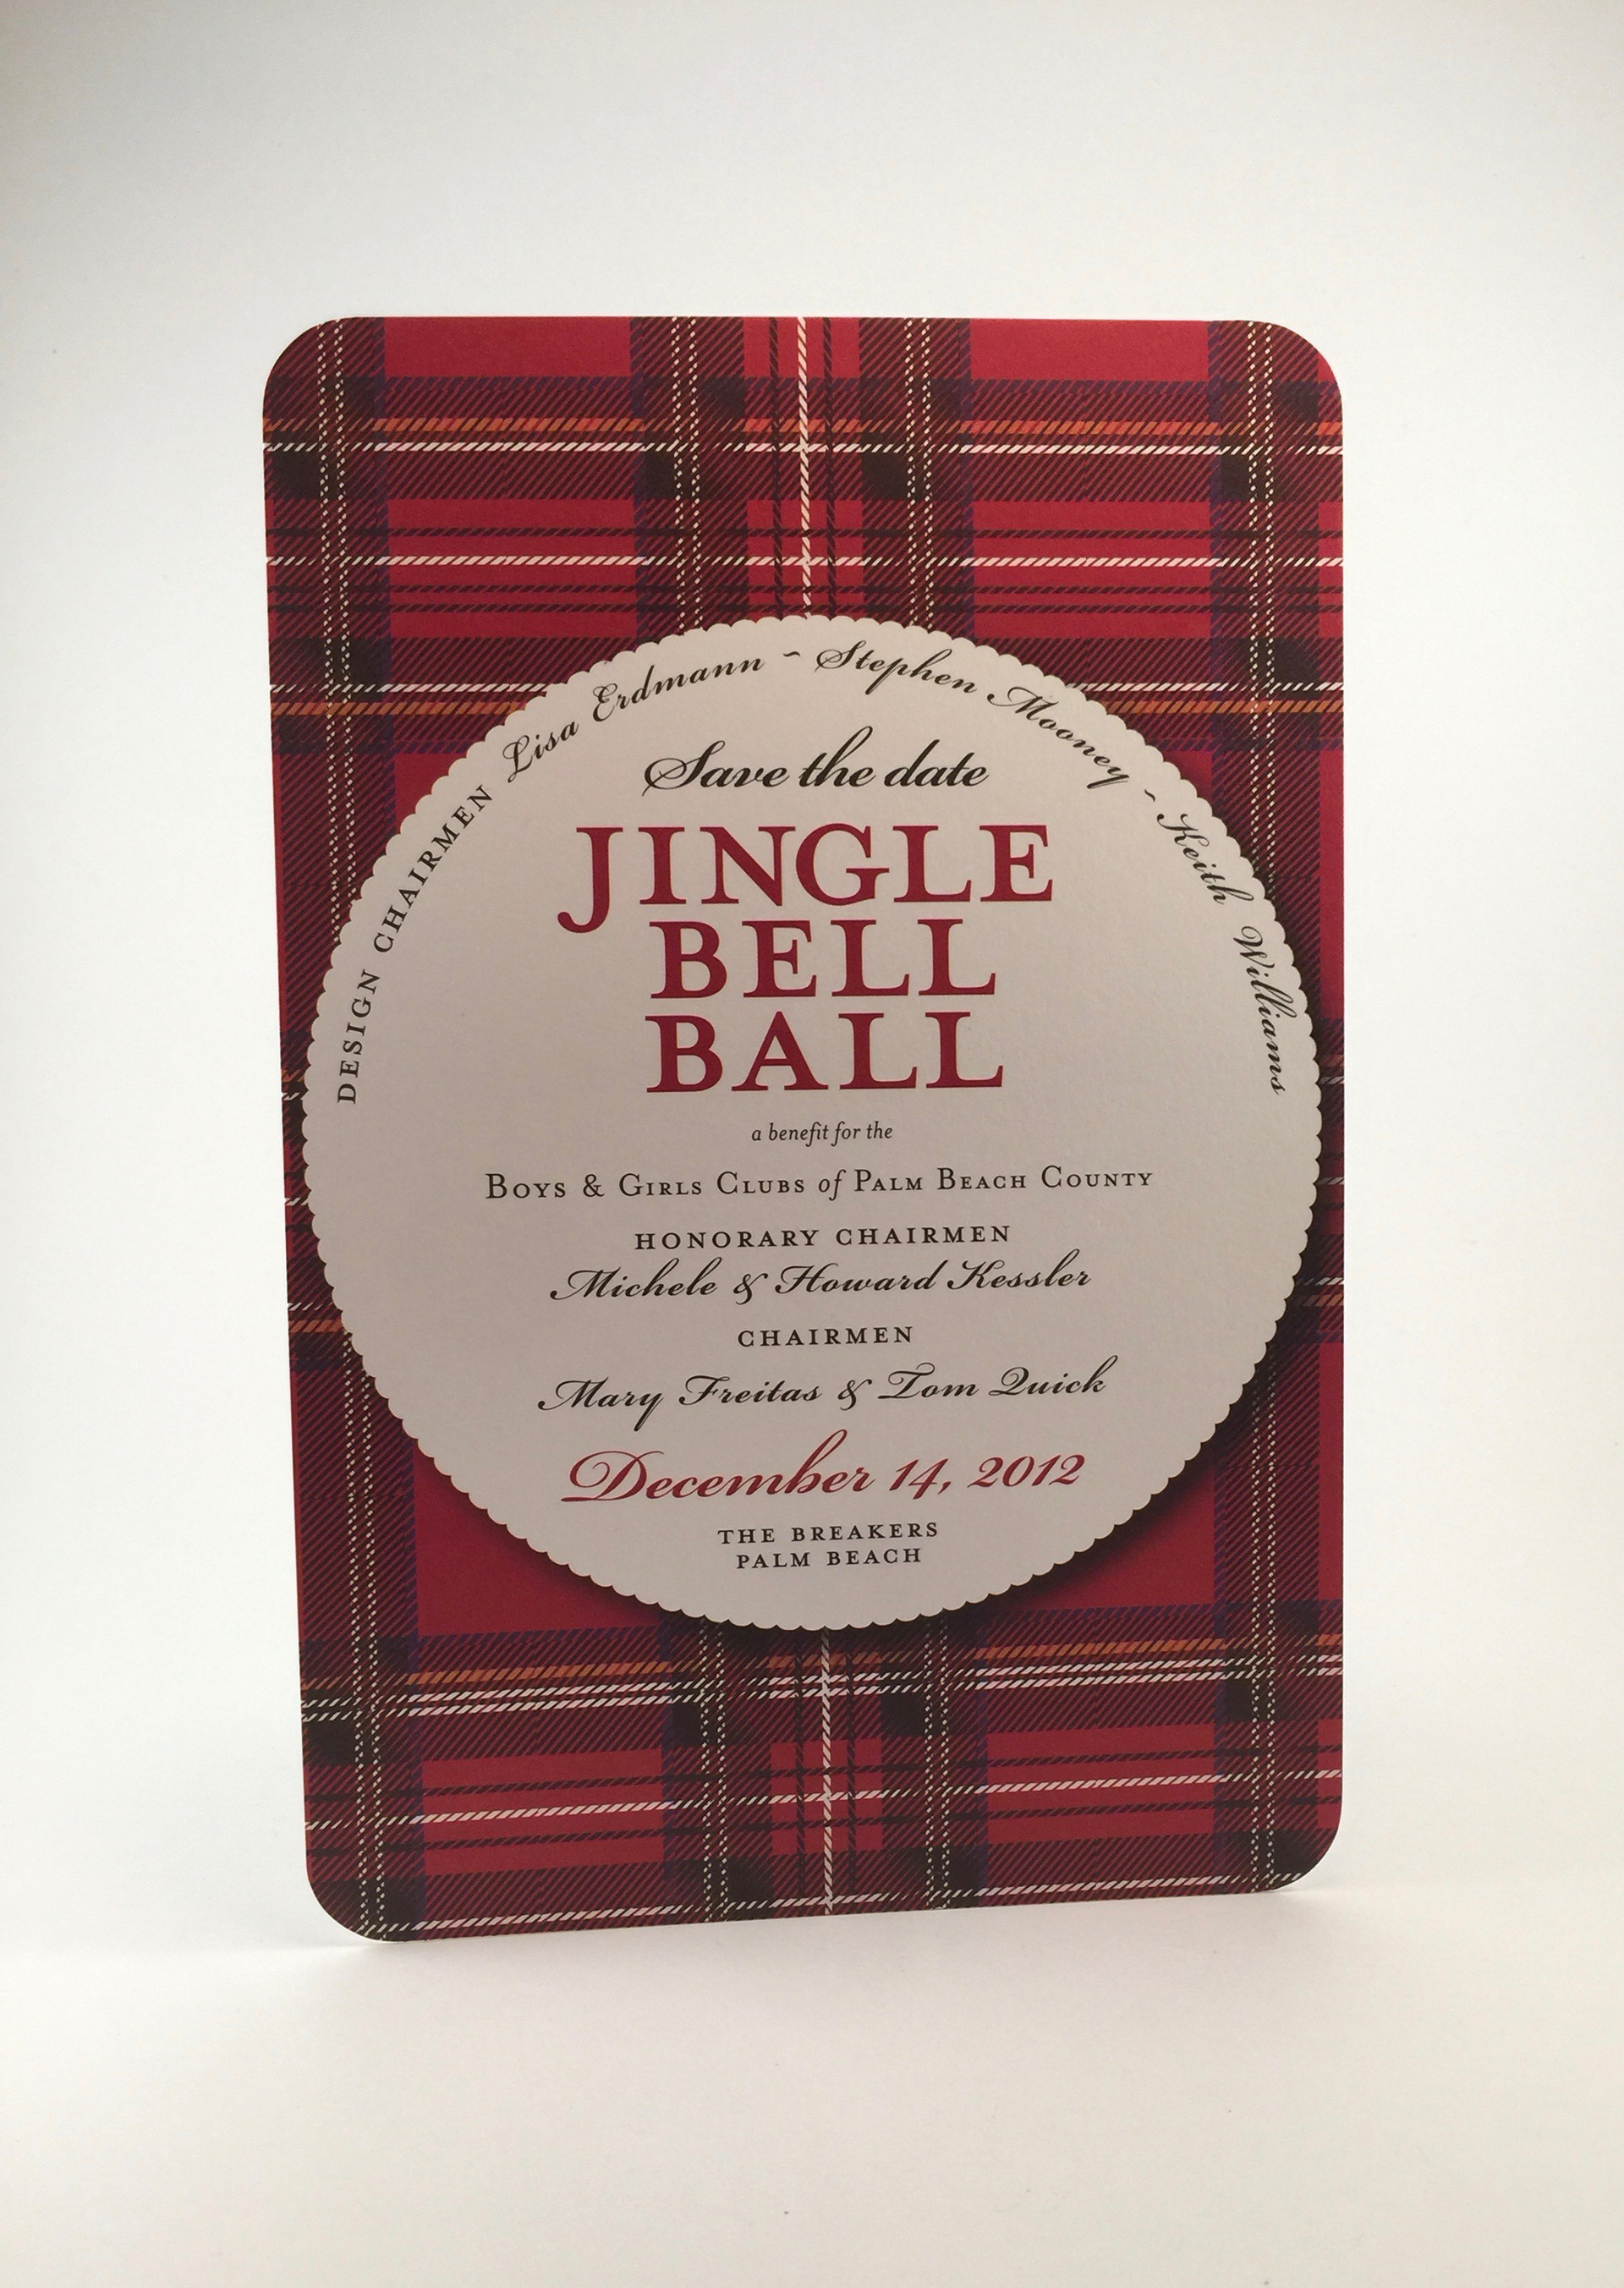 DESIGN CHAIRMEN Lisa Erdmann ~ Stephen Mooney ~ Keith Williams
Save the date
JINGLE
BELL
BALL
a benefit for the
Boys & Girls Clubs of Palm Beach County
HONORARY CHAIRMEN
Michele & Howard Kessler
CHAIRMEN
Mary Freitas & Tom Quick
December 14, 2012
THE BREAKERS
PALM BEACH